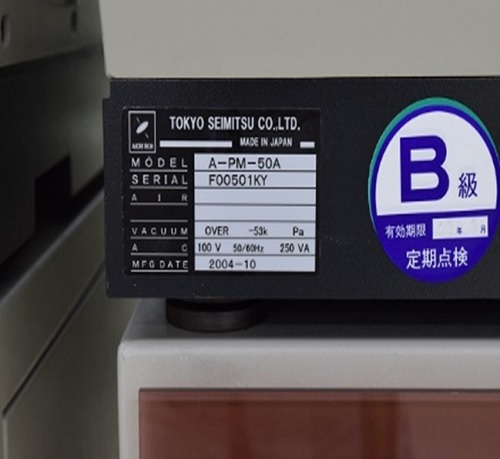 TOKYO SEIMITSU CO.,LTD.
MADE IN JAPAN
MODEL A-PM-50A
SERIAL F00501KY
AIR
VACUUM OVER -53k Pa
AC 100 V 50/60Hz 250 VA
MFG DATE 2004-10
B級
有効期限 年 月
定期点検